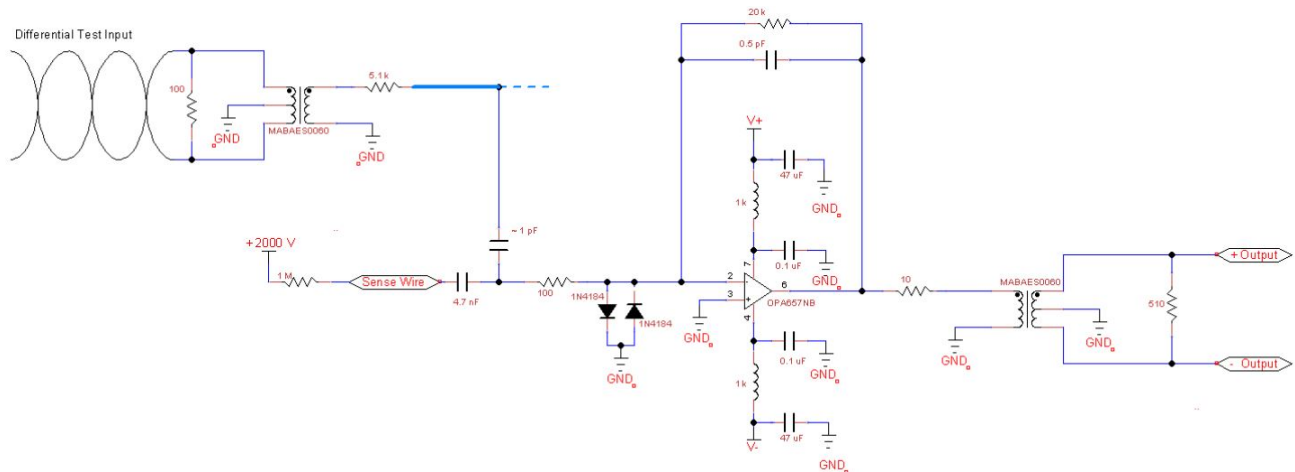 Differential Test Input
100
GND
MABAES0060
GND
5.1k
~ 1 pF
+2000 V
1 M
Sense Wire
4.7 nF
100
1N4184
1N4184
GND
20 k
0.5 pF
V+
47 uF
GND
1k
0.1 uF
GND
7
2
3
6
4
OPA657NB
GND
0.1 uF
GND
1k
47 uF
V-
GND
10
MABAES0060
GND
GND
510
+ Output
- Output